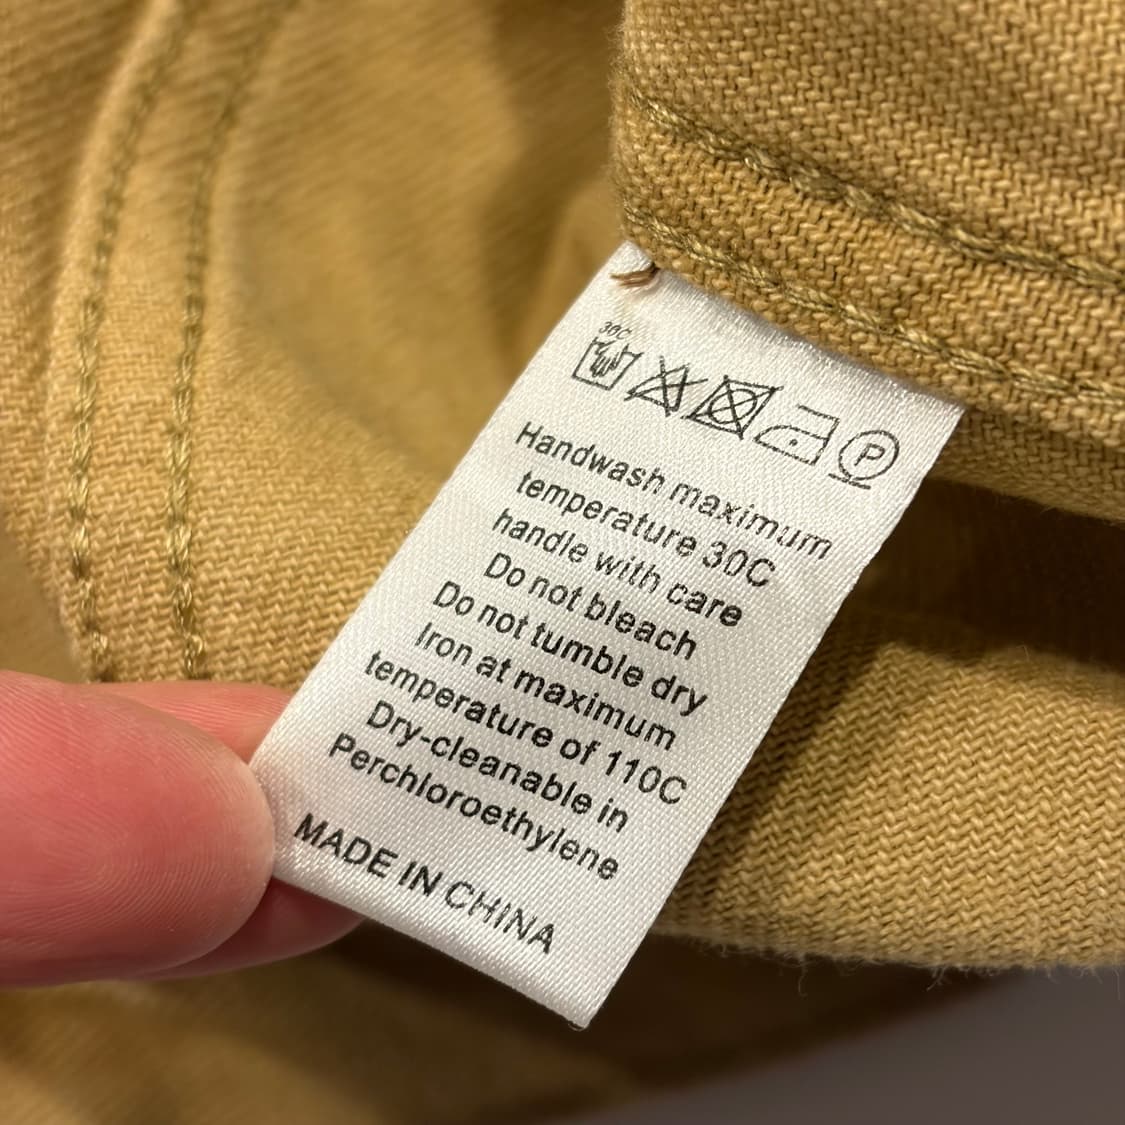 30C
P
Handwash maximum
temperature 30C
handle with care
Do not bleach
Do not tumble dry
Iron at maximum
temperature of 110C
Dry-cleanable in
Perchloroethylene
MADE IN CHINA